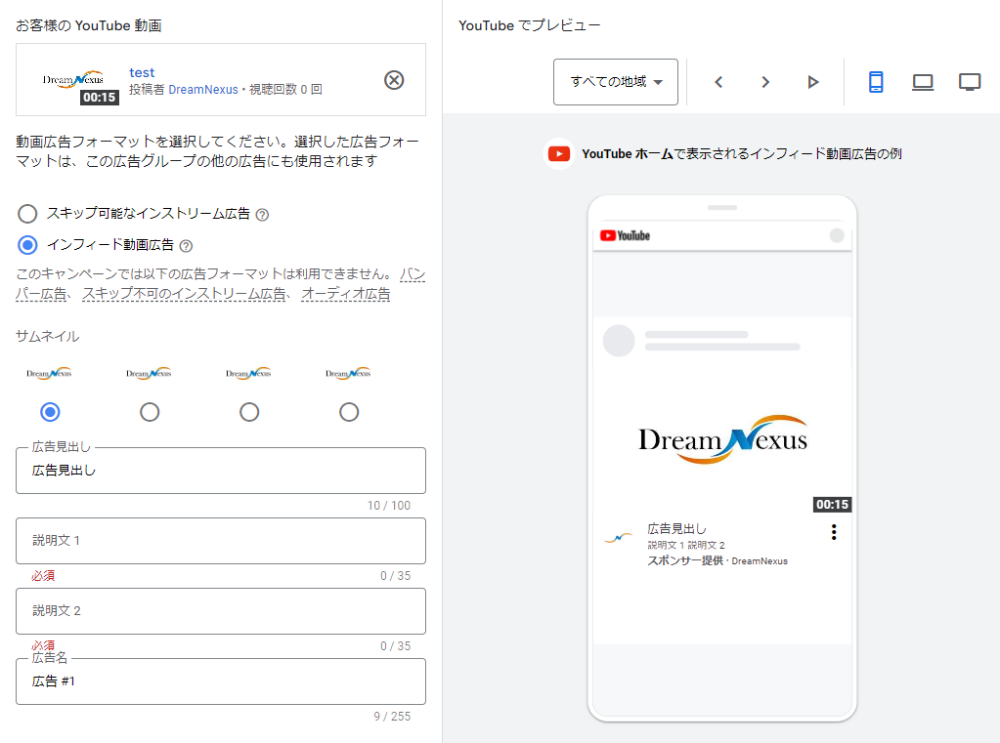 お客様の YouTube 動画
DreamNexus
00:15
test
投稿者 DreamNexus・視聴回数 0 回
動画広告フォーマットを選択してください。選択した広告フォー
マットは、この広告グループの他の広告にも使用されます
スキップ可能なインストリーム広告 ?
インフィード動画広告 ?
このキャンペーンでは以下の広告フォーマットは利用できません。 バン
パー広告、 スキップ不可のインストリーム広告、 オーディオ広告
サムネイル
DreamNexus DreamNexus DreamNexus DreamNexus
広告見出し
広告見出し
10 / 100
説明文 1
必須 0 / 35
説明文 2
必須 0 / 35
広告名
広告 #1
9 / 255
YouTube でプレビュー
すべての地域
YouTube ホームで表示されるインフィード動画広告の例
YouTube
DreamNexus
00:15
広告見出し
説明文 1 説明文 2
スポンサー提供・DreamNexus